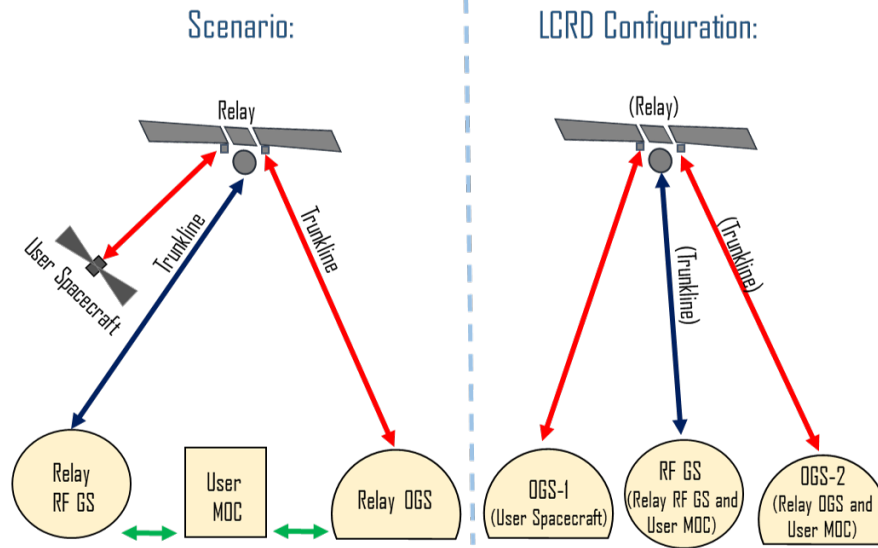 Scenario:
Relay
User Spacecraft
Trunkline
Trunkline
Relay
RF GS
User
MOC
Relay OGS
LCRD Configuration:
(Relay)
(Trunkline)
(Trunkline)
OGS-1
(User Spacecraft)
RF GS
(Relay RF GS and
User MOC)
OGS-2
(Relay OGS and
User MOC)